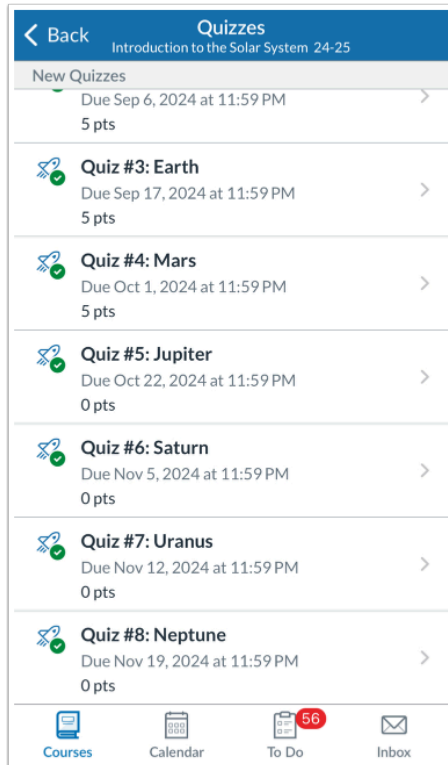 Back
Quizzes
Introduction to the Solar System 24-25
New Quizzes
Due Sep 6, 2024 at 11:59 PM
5 pts
Quiz #3: Earth
Due Sep 17, 2024 at 11:59 PM
5 pts
Quiz #4: Mars
Due Oct 1, 2024 at 11:59 PM
5 pts
Quiz #5: Jupiter
Due Oct 22, 2024 at 11:59 PM
0 pts
Quiz #6: Saturn
Due Nov 5, 2024 at 11:59 PM
0 pts
Quiz #7: Uranus
Due Nov 12, 2024 at 11:59 PM
0 pts
Quiz #8: Neptune
Due Nov 19, 2024 at 11:59 PM
0 pts
56
Courses
Calendar
To Do
Inbox